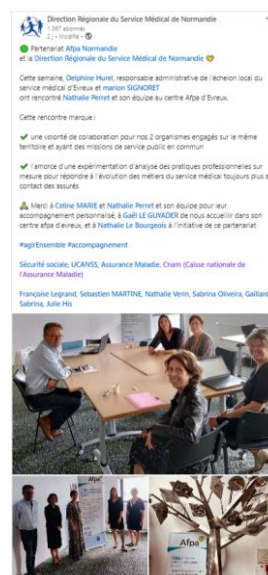 Direction Régionale du Service Médical de Normandie
1 087 abonnés
2 j • Modifié •
Partenariat Afpa Normandie
et la Direction Régionale du Service Médical de Normandie
Cette semaine, Delphine Hurel, responsable administrative de l'échelon local du
service médical d'Evreux et marion SIGNORET
ont rencontré Nathalie Perret et son équipe au centre Afpa d'Evreux.
Cette rencontre marque :
✔ une volonté de collaboration pour nos 2 organismes engagés sur le même
territoire et ayant des missions de service public en commun
✔ l'amorce d'une expérimentation d'analyse des pratiques professionnelles sur
mesure pour répondre à l'évolution des métiers du service médical toujours plus a
contact des assurés
🙏 Merci à Celine MARIE et Nathalie Perret et son équipe pour leur
accompagnement personnalisé, à Gaël LE GUYADER de nous accueillir dans son
centre afpa d'evreux, et à Nathalie Le Bourgeois à l'initiative de ce partenariat
#agirEnsemble #accompagnement
Sécurité sociale, UCANSS, Assurance Maladie, Cnam (Caisse nationale de
l'Assurance Maladie)
Françoise Legrand, Sebastien MARTINE, Nathalie Verin, Sabrina Oliveira, Gaillard
Sabrina, Julie His
Afpa
Afpa